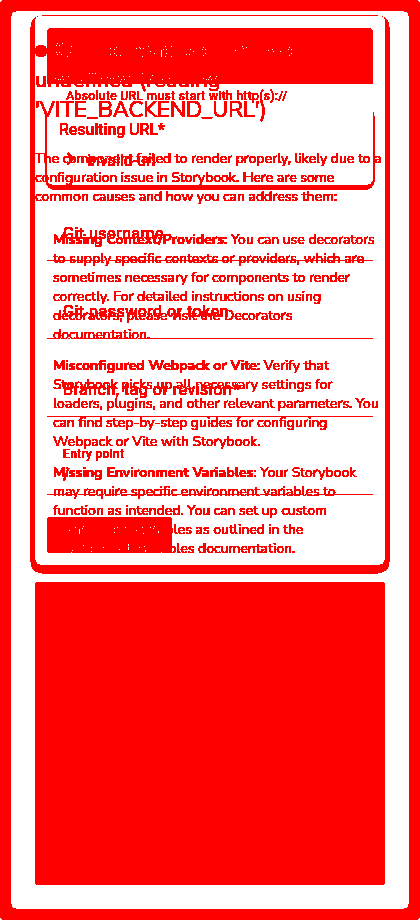 undefined (reading
Absolute URL must start with http(s)://
'VITE_BACKEND_URL')
Resulting URL*
The component failed to render properly, likely due to a
configuration issue in Storybook. Here are some
common causes and how you can address them:
Git username
Missing Context/Providers: You can use decorators
to supply specific contexts or providers, which are
sometimes necessary for components to render
correctly. For detailed instructions on using
Git password or token
decorators, please visit the Decorators
documentation.
Misconfigured Webpack or Vite: Verify that
Storybook picks up all necessary settings for
Branch, tag or revision*
loaders, plugins, and other relevant parameters. You
can find step-by-step guides for configuring
Webpack or Vite with Storybook.
Entry point
/
Missing Environment Variables: Your Storybook
may require specific environment variables to
function as intended. You can set up custom
as outlined in the
documentation.